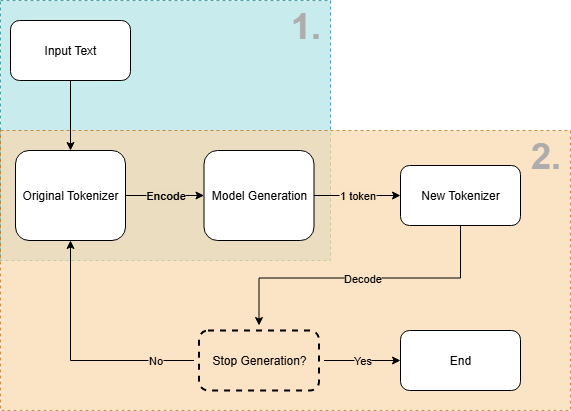 1.
Input Text
2.
Original Tokenizer
Encode
Model Generation
1 token
New Tokenizer
Decode
No
Stop Generation?
Yes
End